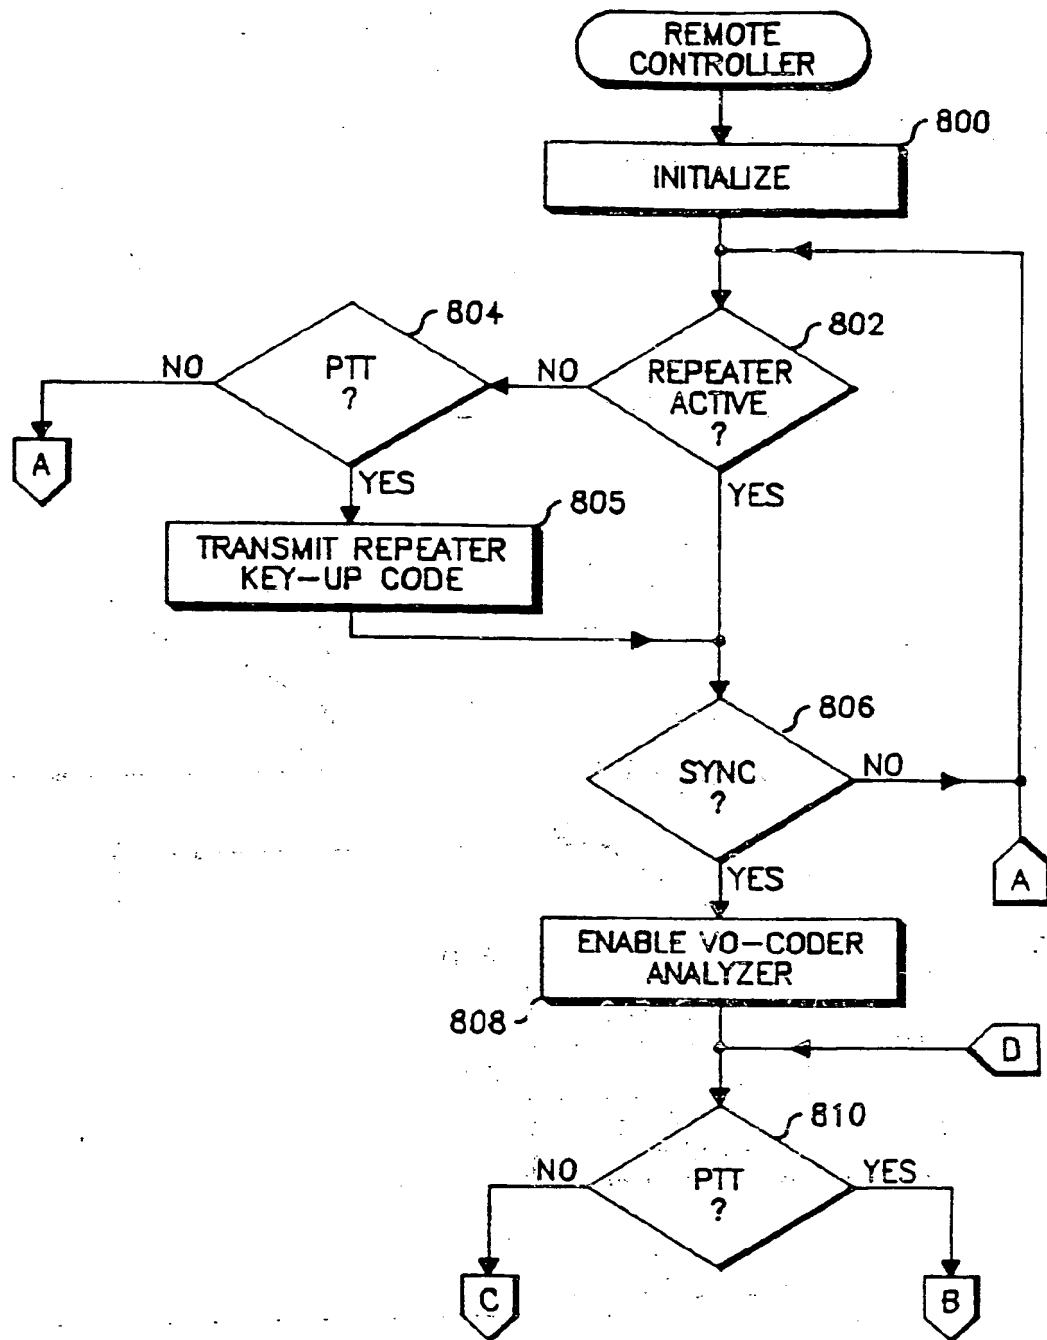 REMOTE
CONTROLLER
800
INITIALIZE
804
802
NO
PTT
?
NO
REPEATER
ACTIVE
?
A
YES
YES
805
TRANSMIT REPEATER
KEY-UP CODE
806
SYNC
?
NO
YES
A
ENABLE VO-CODER
ANALYZER
808
D
810
NO
PTT
?
YES
C
B